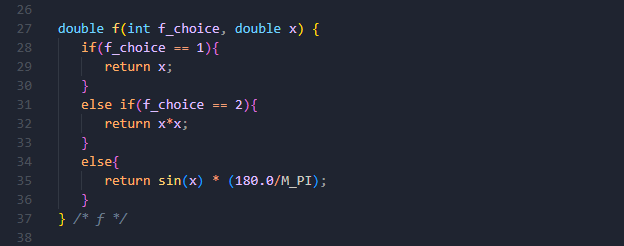 26
27 double f(int f_choice, double x) {
28 if(f_choice == 1){
29 return x;
30 }
31 else if(f_choice == 2){
32 return x*x;
33 }
34 else{
35 return sin(x) * (180.0/M_PI);
36 }
37 } /* f */
38